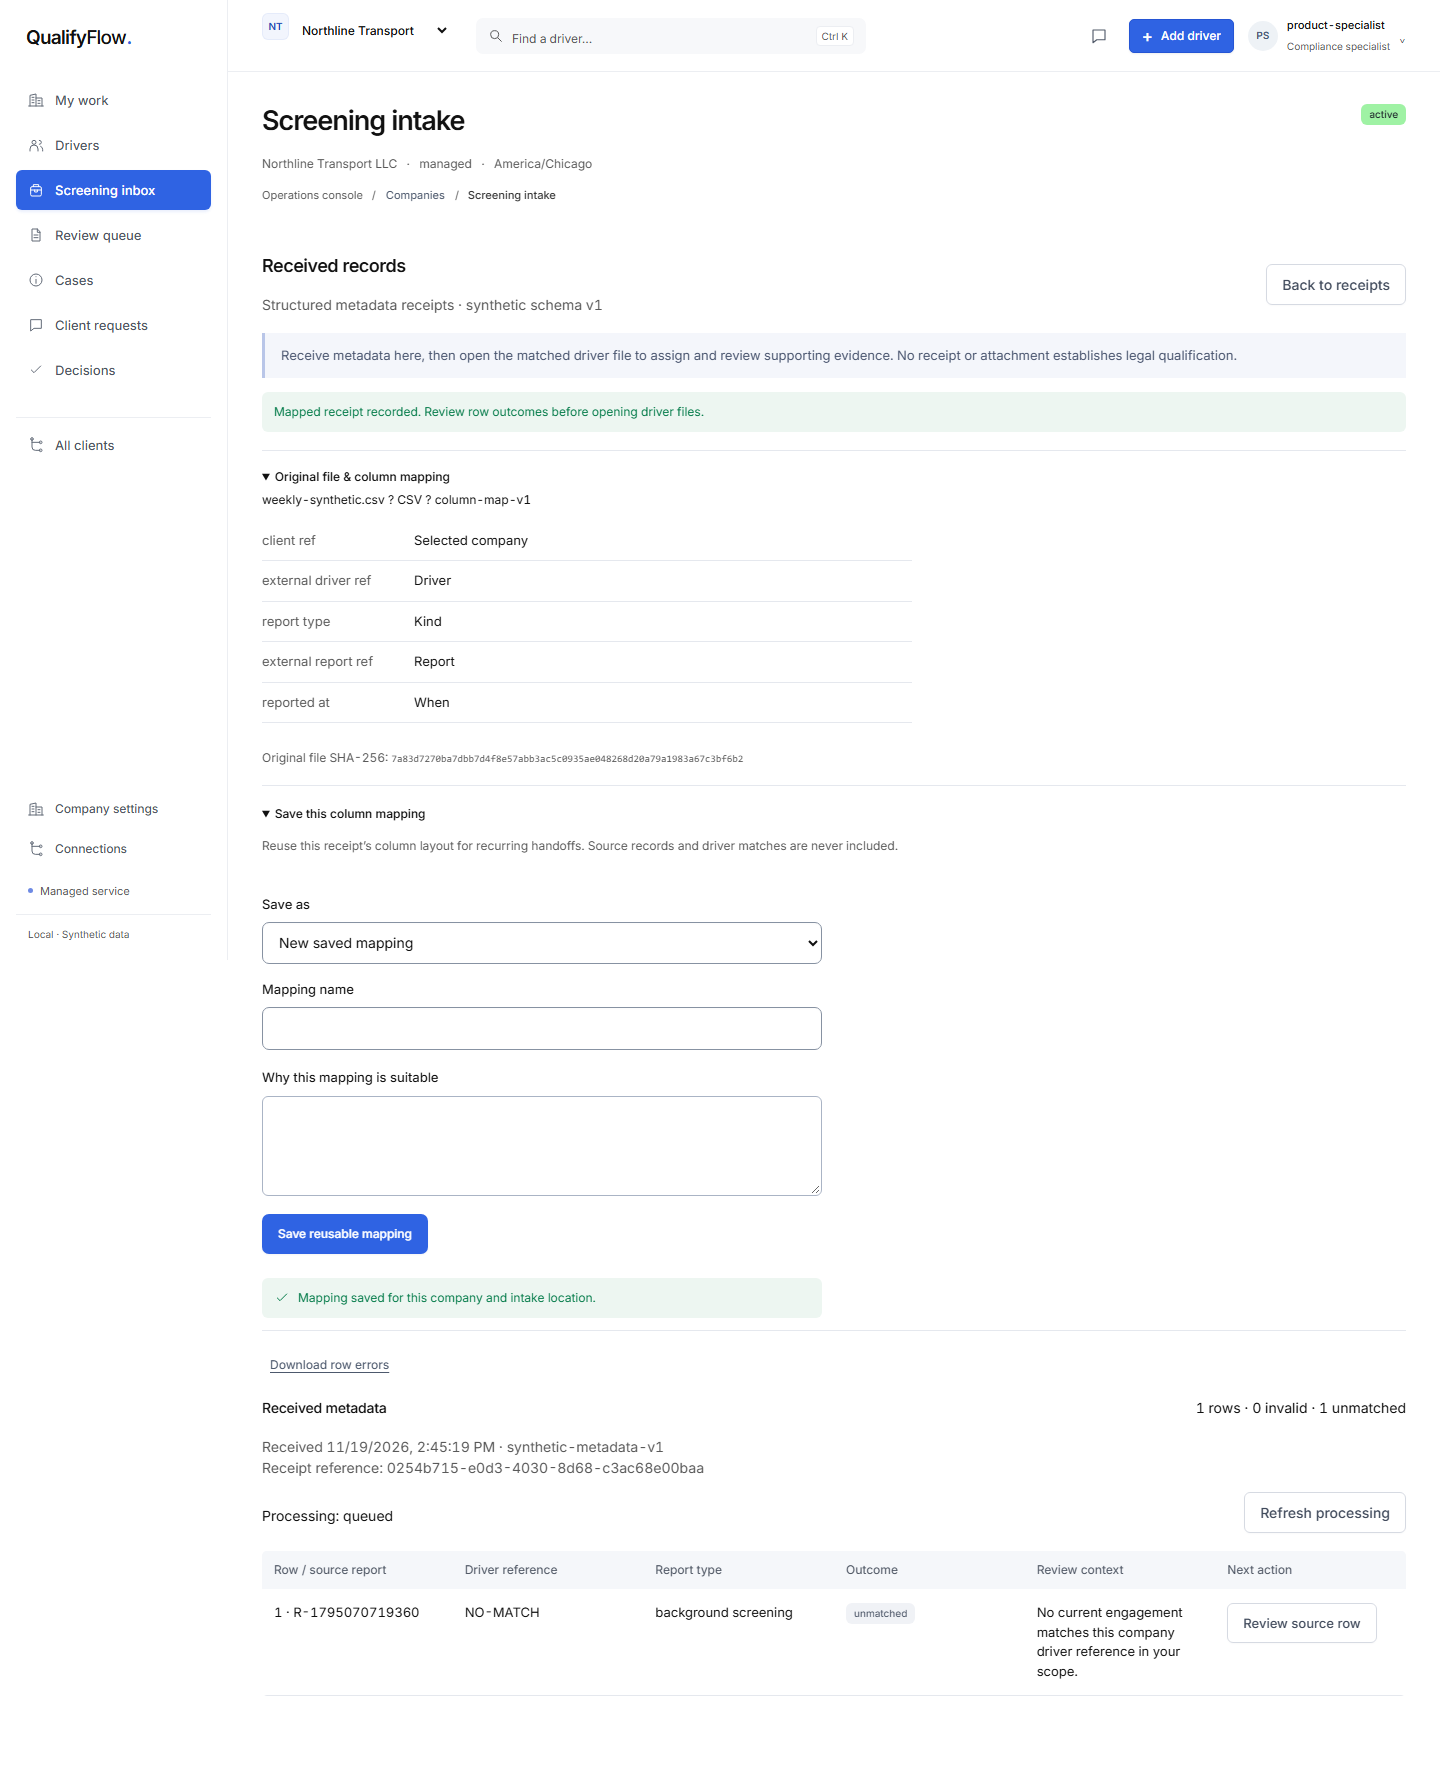 QualifyFlow.
NT
Northline Transport
Find a driver...
Ctrl K
+ Add driver
PS
product-specialist
Compliance specialist
My work
Drivers
Screening inbox
Review queue
Cases
Client requests
Decisions
All clients
Company settings
Connections
Managed service
Local · Synthetic data
Screening intake
active
Northline Transport LLC · managed · America/Chicago
Operations console / Companies / Screening intake
Received records
Structured metadata receipts · synthetic schema v1
Back to receipts
Receive metadata here, then open the matched driver file to assign and review supporting evidence. No receipt or attachment establishes legal qualification.
Mapped receipt recorded. Review row outcomes before opening driver files.
▼ Original file & column mapping
weekly-synthetic.csv ? CSV ? column-map-v1
client ref Selected company
external driver ref Driver
report type Kind
external report ref Report
reported at When
Original file SHA-256: 7a83d7270ba7dbb7d4f8e57abb3ac5c0935ae048268d20a79a1983a67c3bf6b2
▼ Save this column mapping
Reuse this receipt's column layout for recurring handoffs. Source records and driver matches are never included.
Save as
New saved mapping
Mapping name
Why this mapping is suitable
Save reusable mapping
Mapping saved for this company and intake location.
Download row errors
Received metadata
1 rows · 0 invalid · 1 unmatched
Received 11/19/2026, 2:45:19 PM · synthetic-metadata-v1
Receipt reference: 0254b715-e0d3-4030-8d68-c3ac68e00baa
Processing: queued
Refresh processing
Row / source report Driver reference Report type Outcome Review context Next action
1 · R-1795070719360 NO-MATCH background screening unmatched No current engagement Review source row
matches this company
driver reference in your
scope.